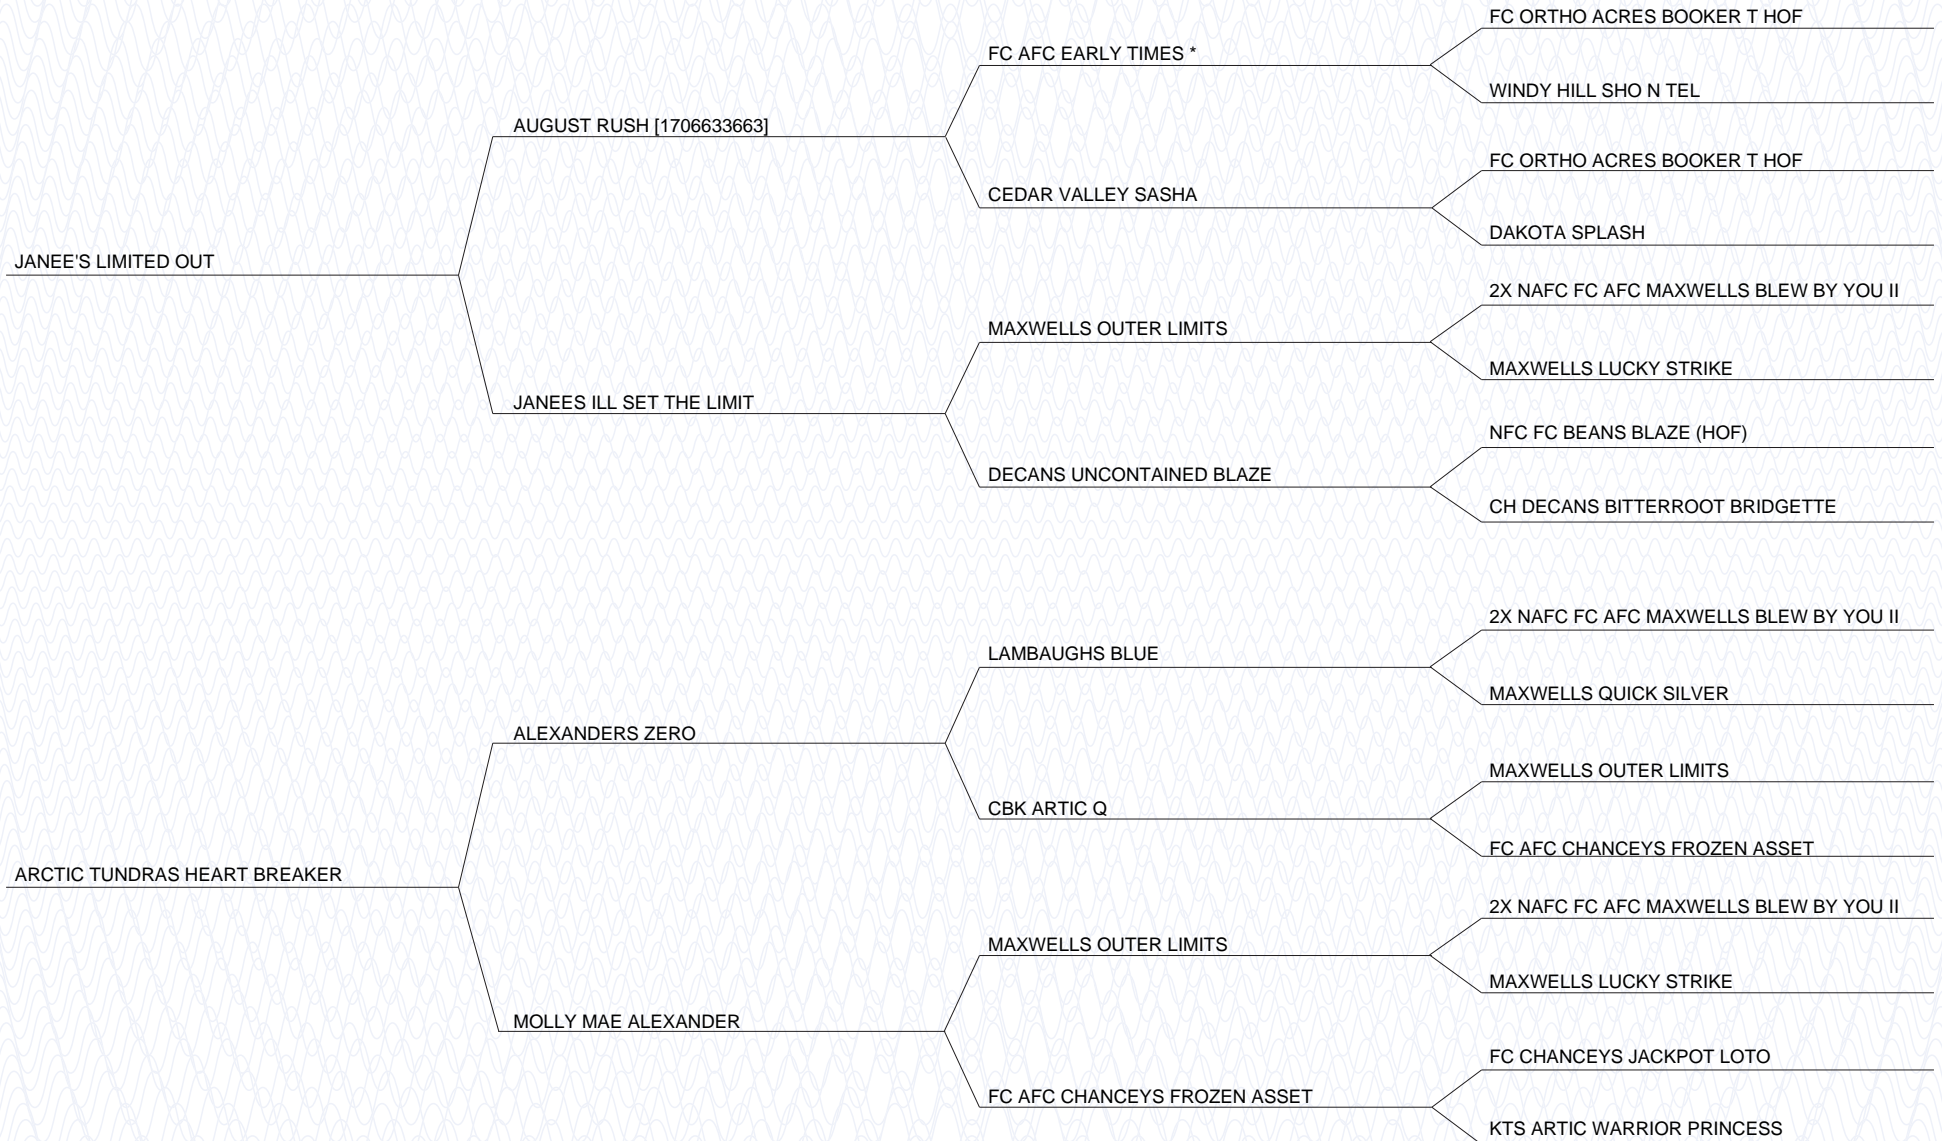 FC ORTHO ACRES BOOKER T HOF
FC AFC EARLY TIMES *
WINDY HILL SHO N TEL
AUGUST RUSH [1706633663]
FC ORTHO ACRES BOOKER T HOF
CEDAR VALLEY SASHA
DAKOTA SPLASH
JANEE'S LIMITED OUT
2X NAFC FC AFC MAXWELLS BLEW BY YOU II
MAXWELLS OUTER LIMITS
MAXWELLS LUCKY STRIKE
JANEES ILL SET THE LIMIT
NFC FC BEANS BLAZE (HOF)
DECANS UNCONTAINED BLAZE
CH DECANS BITTERROOT BRIDGETTE
2X NAFC FC AFC MAXWELLS BLEW BY YOU II
LAMBAUGHS BLUE
MAXWELLS QUICK SILVER
ALEXANDERS ZERO
MAXWELLS OUTER LIMITS
CBK ARTIC Q
FC AFC CHANCEYS FROZEN ASSET
ARCTIC TUNDRAS HEART BREAKER
2X NAFC FC AFC MAXWELLS BLEW BY YOU II
MAXWELLS OUTER LIMITS
MAXWELLS LUCKY STRIKE
MOLLY MAE ALEXANDER
FC CHANCEYS JACKPOT LOTO
FC AFC CHANCEYS FROZEN ASSET
KTS ARTIC WARRIOR PRINCESS